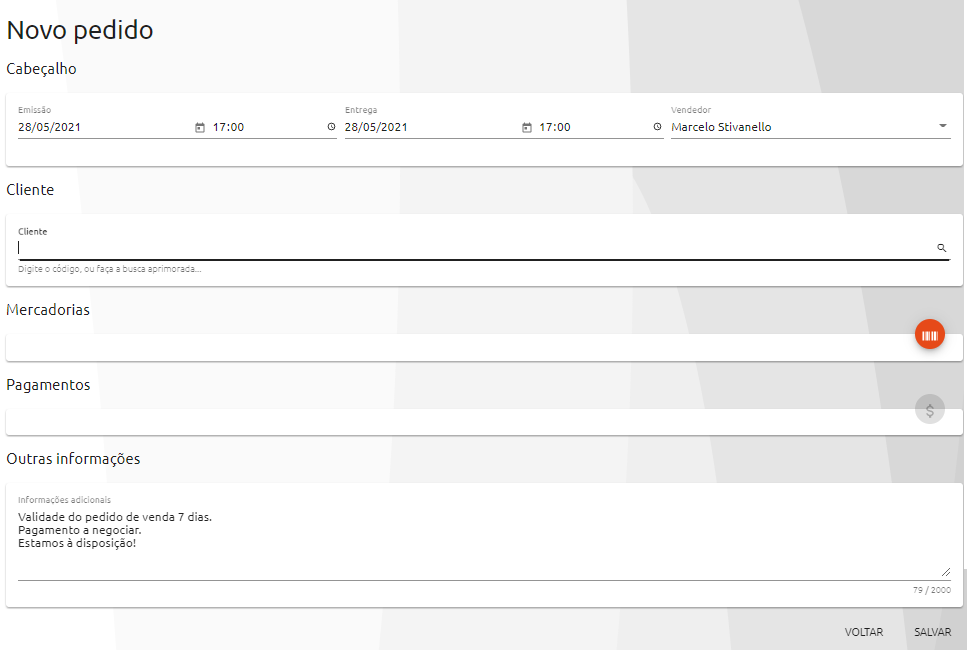 Novo pedido
Cabeçalho
Emissão Entrega Vendedor
28/05/2021 17:00 28/05/2021 17:00 Marcelo Stivanello
Cliente
Cliente
Digite o código, ou faça a busca aprimorada...
Mercadorias
Pagamentos
$
Outras informações
Informações adicionais
Validade do pedido de venda 7 dias.
Pagamento a negociar.
Estamos à disposição!
79 / 2000
VOLTAR SALVAR